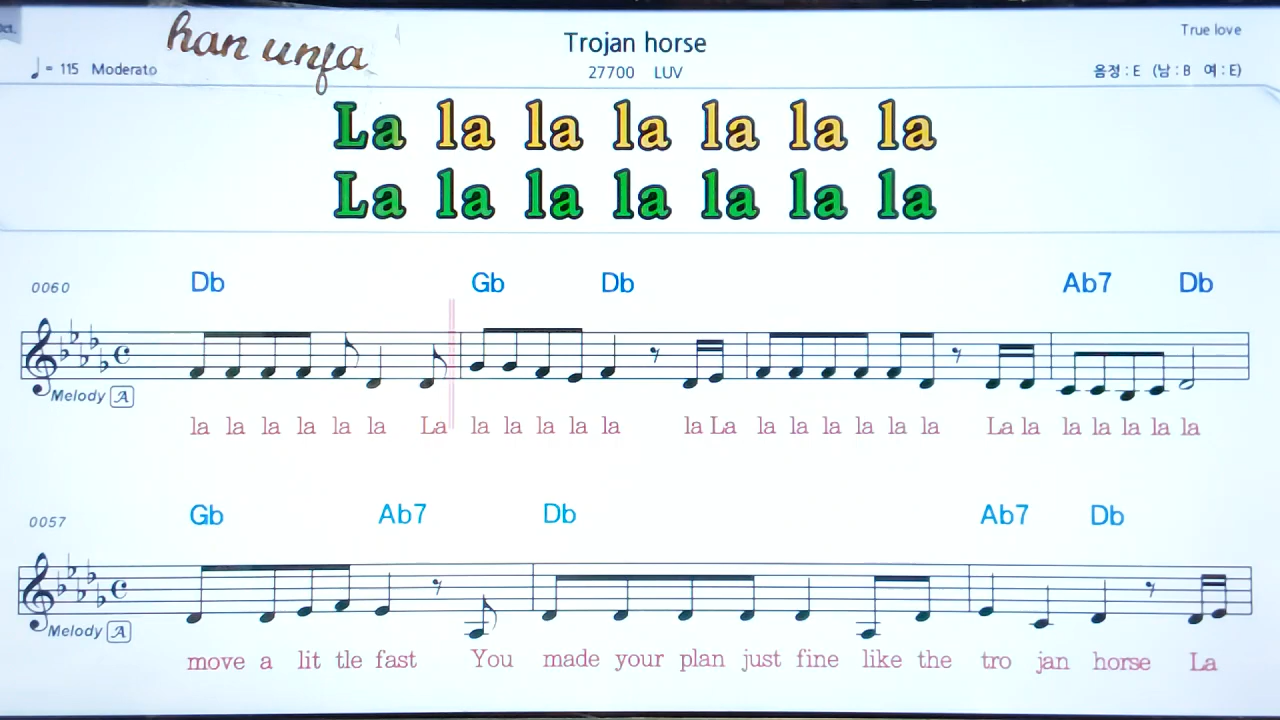 ct.
han unja
Trojan horse
True love
♩= 115 Moderato
27700 LUV
음정 : E (남 : B 여 : E)
La la la la la la la
La la la la la la la
0060
Db Gb Db Ab7 Db
Melody A
la la la la la la La la la la la la la La la la la la la la La la la la la la la
0057
Gb Ab7 Db Ab7 Db
Melody A
move a lit tle fast You made your plan just fine like the tro jan horse La